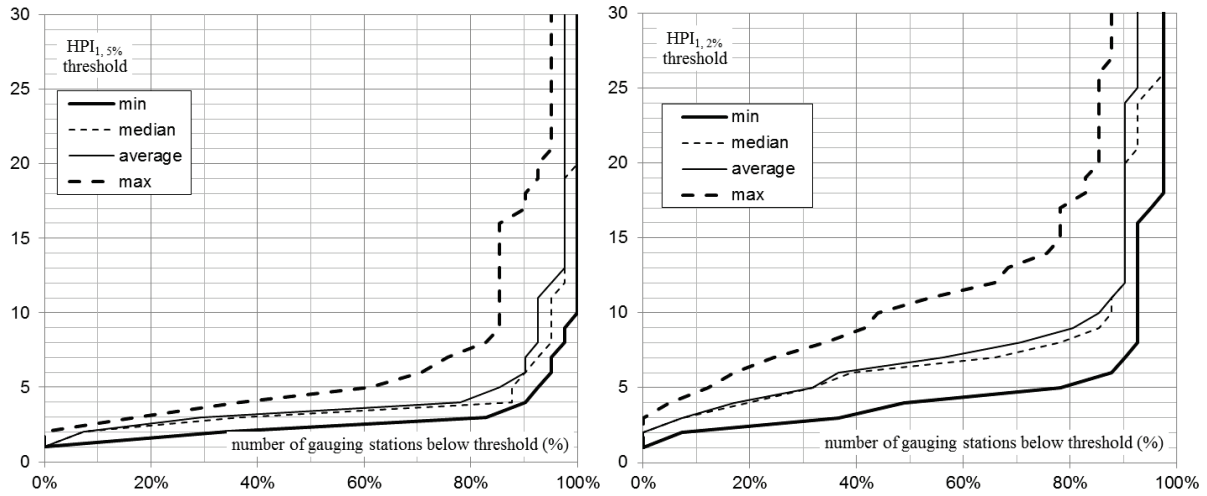 30
25
20
15
10
5
0
HPI1, 5%
threshold
min
median
average
max
number of gauging stations below threshold (%)
0% 20% 40% 60% 80% 100%
30
25
20
15
10
5
0
HPI1, 2%
threshold
min
median
average
max
number of gauging stations below threshold (%)
0% 20% 40% 60% 80% 100%